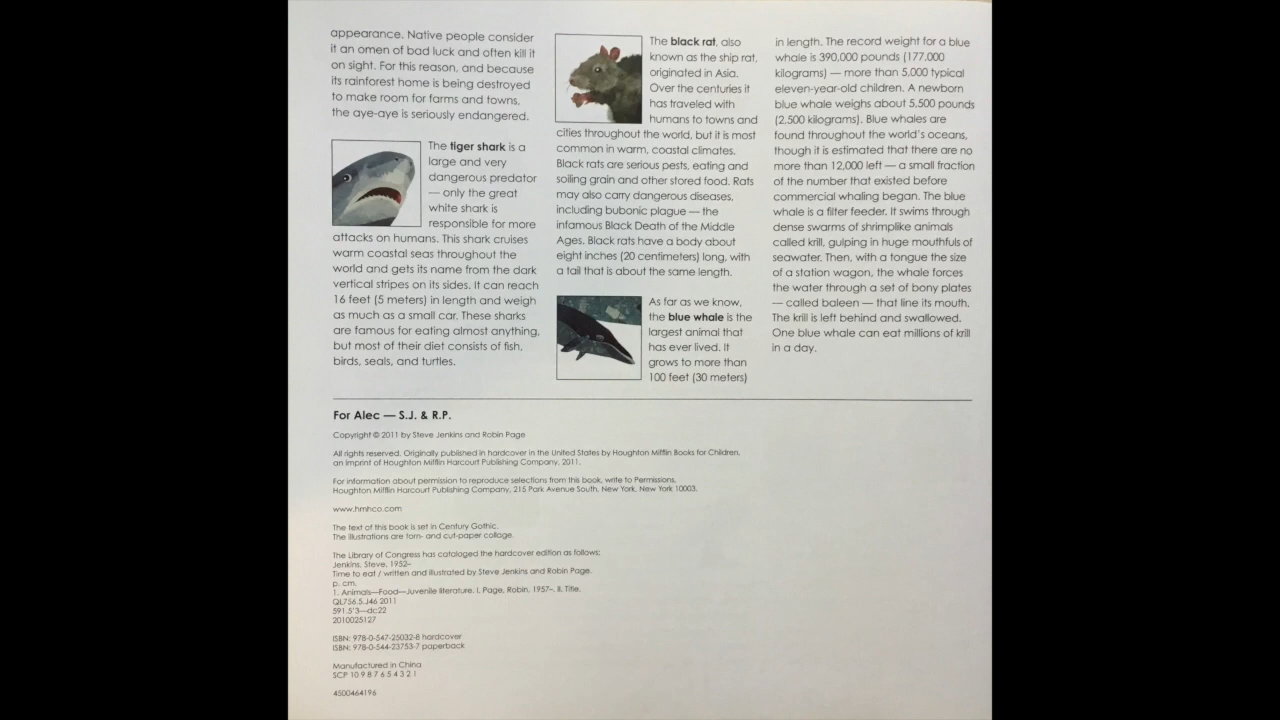 appearance. Native people consider
it an omen of bad luck and often kill it
on sight. For this reason, and because
its rainforest home is being destroyed
to make room for farms and towns,
the aye-aye is seriously endangered.
The tiger shark is a
large and very
dangerous predator
— only the great
white shark is
responsible for more
attacks on humans. This shark cruises
warm coastal seas throughout the
world and gets its name from the dark
vertical stripes on its sides. It can reach
16 feet (5 meters) in length and weigh
as much as a small car. These sharks
are famous for eating almost anything,
but most of their diet consists of fish,
birds, seals, and turtles.
The black rat, also
known as the ship rat,
originated in Asia.
Over the centuries it
has traveled with
humans to towns and
cities throughout the world, but it is most
common in warm, coastal climates.
Black rats are serious pests, eating and
soiling grain and other stored food. Rats
may also carry dangerous diseases,
including bubonic plague — the
infamous Black Death of the Middle
Ages. Black rats have a body about
eight inches (20 centimeters) long, with
a tail that is about the same length.
As far as we know,
the blue whale is the
largest animal that
has ever lived. It
grows to more than
100 feet (30 meters)
in length. The record weight for a blue
whale is 390,000 pounds (177,000
kilograms) — more than 5,000 typical
eleven-year-old children. A newborn
blue whale weighs about 5,500 pounds
(2,500 kilograms). Blue whales are
found throughout the world's oceans,
though it is estimated that there are no
more than 12,000 left — a small fraction
of the number that existed before
commercial whaling began. The blue
whale is a filter feeder. It swims through
dense swarms of shrimplike animals
called krill, gulping in huge mouthfuls of
seawater. Then, with a tongue the size
of a station wagon, the whale forces
the water through a set of bony plates
— called baleen — that line its mouth.
The krill is left behind and swallowed.
One blue whale can eat millions of krill
in a day.
For Alec — S.J. & R.P.
Copyright © 2011 by Steve Jenkins and Robin Page
All rights reserved. Originally published in hardcover in the United States by Houghton Mifflin Books for Children,
an imprint of Houghton Mifflin Harcourt Publishing Company, 2011.
For information about permission to reproduce selections from this book, write to Permissions,
Houghton Mifflin Harcourt Publishing Company, 215 Park Avenue South, New York, New York 10003.
www.hmhco.com
The text of this book is set in Century Gothic.
The illustrations are torn- and cut-paper collage.
The Library of Congress has cataloged the hardcover edition as follows:
Jenkins, Steve, 1952–
Time to eat / written and illustrated by Steve Jenkins and Robin Page.
p. cm.
1. Animals—Food—Juvenile literature. I. Page, Robin, 1957–. II. Title.
QL756.5.J46 2011
591.5'3—dc22
2010025127
ISBN: 978-0-547-25032-8 hardcover
ISBN: 978-0-544-23753-7 paperback
Manufactured in China
SCP 10 9 8 7 6 5 4 3 2 1
4500464196